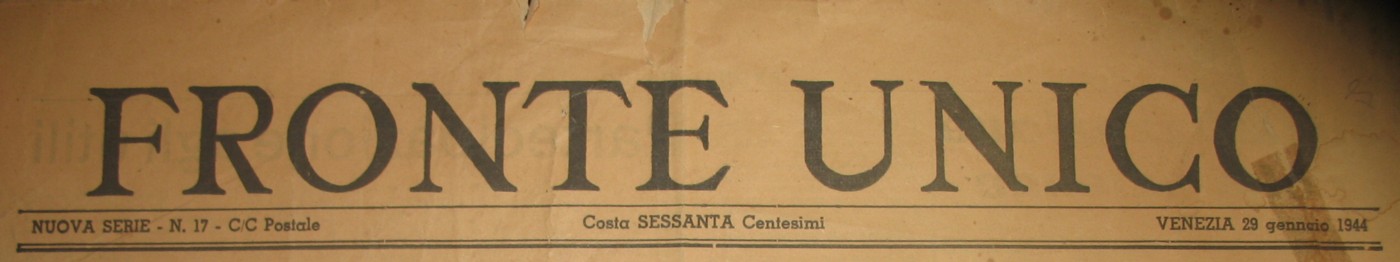 FRONTE UNICO
NUOVA SERIE - N. 17 - C/C Postale Costa SESSANTA Centesimi VENEZIA 29 gennaio 1944